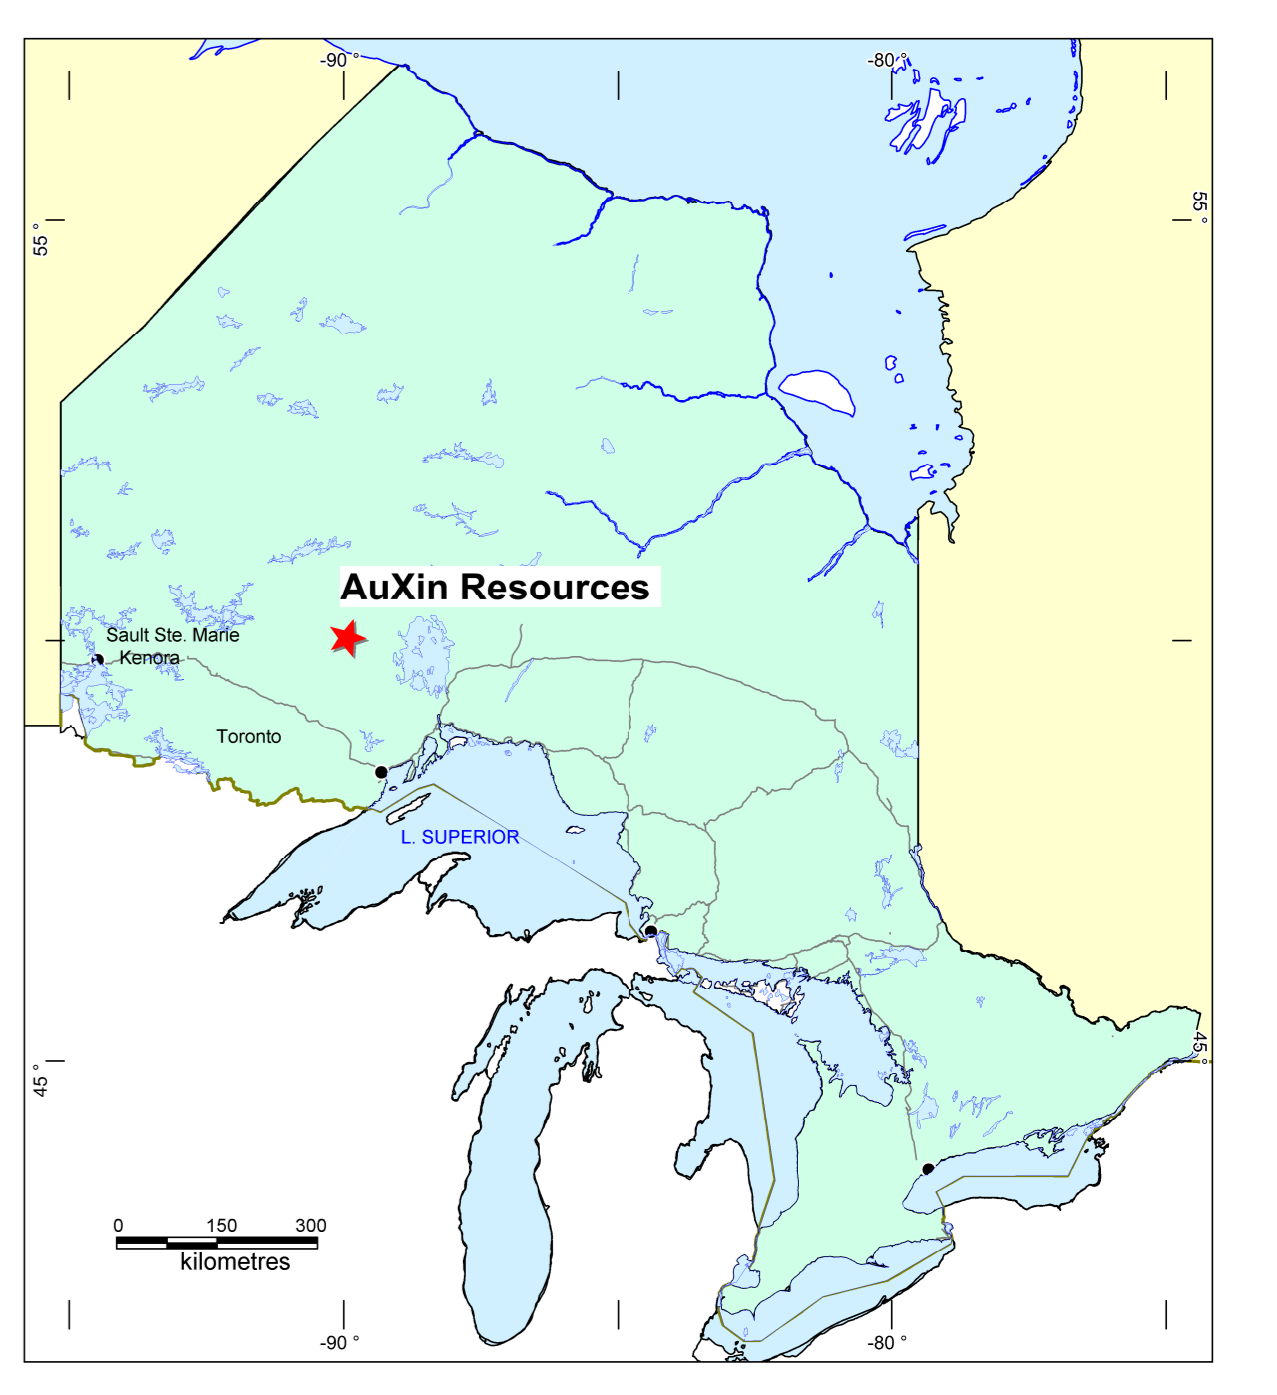 -90 °
-80 °
55 °
55 °
AuXin Resources
Sault Ste. Marie
Kenora
Toronto
L. SUPERIOR
45 °
45 °
0 150 300
kilometres
-90 °
-80 °